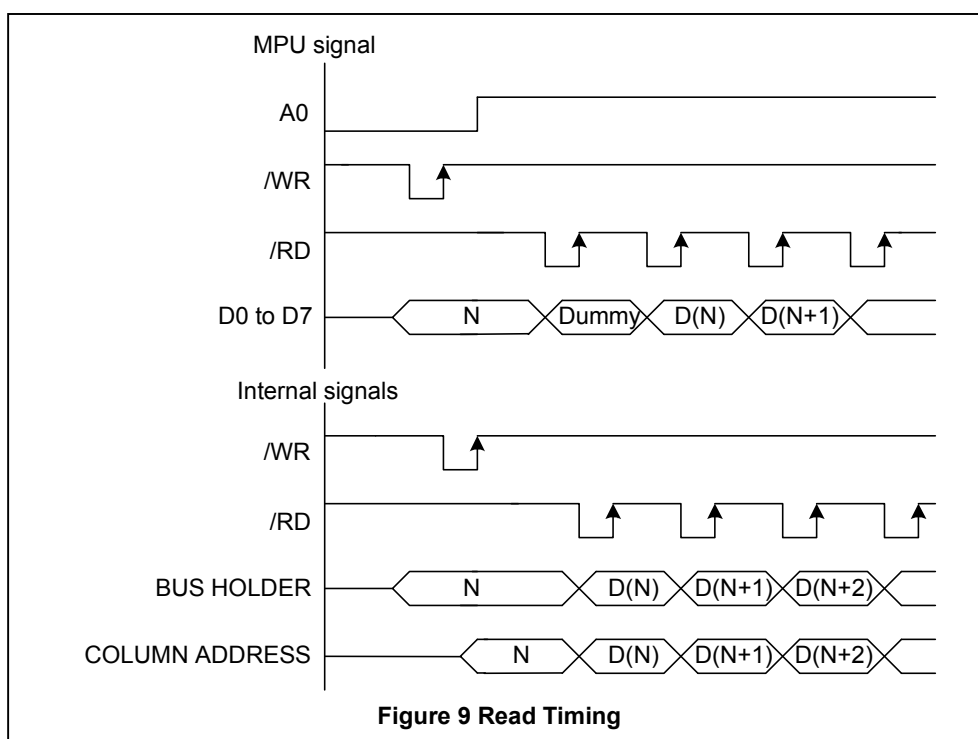 MPU signal
A0
/WR
/RD
D0 to D7 N Dummy D(N) D(N+1)
Internal signals
/WR
/RD
BUS HOLDER N D(N) D(N+1) D(N+2)
COLUMN ADDRESS N D(N) D(N+1) D(N+2)
Figure 9 Read Timing